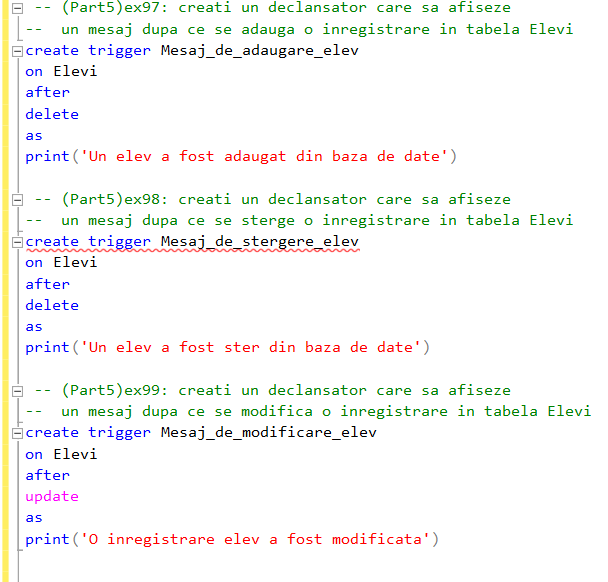 -- (Part5)ex97: creati un declansator care sa afiseze
--  un mesaj dupa ce se adauga o inregistrare in tabela Elevi
create trigger Mesaj_de_adaugare_elev
on Elevi
after
delete
as
print('Un elev a fost adaugat din baza de date')
-- (Part5)ex98: creati un declansator care sa afiseze
--  un mesaj dupa ce se sterge o inregistrare in tabela Elevi
create trigger Mesaj_de_stergere_elev
on Elevi
after
delete
as
print('Un elev a fost ster din baza de date')
-- (Part5)ex99: creati un declansator care sa afiseze
--  un mesaj dupa ce se modifica o inregistrare in tabela Elevi
create trigger Mesaj_de_modificare_elev
on Elevi
after
update
as
print('O inregistrare elev a fost modificata')